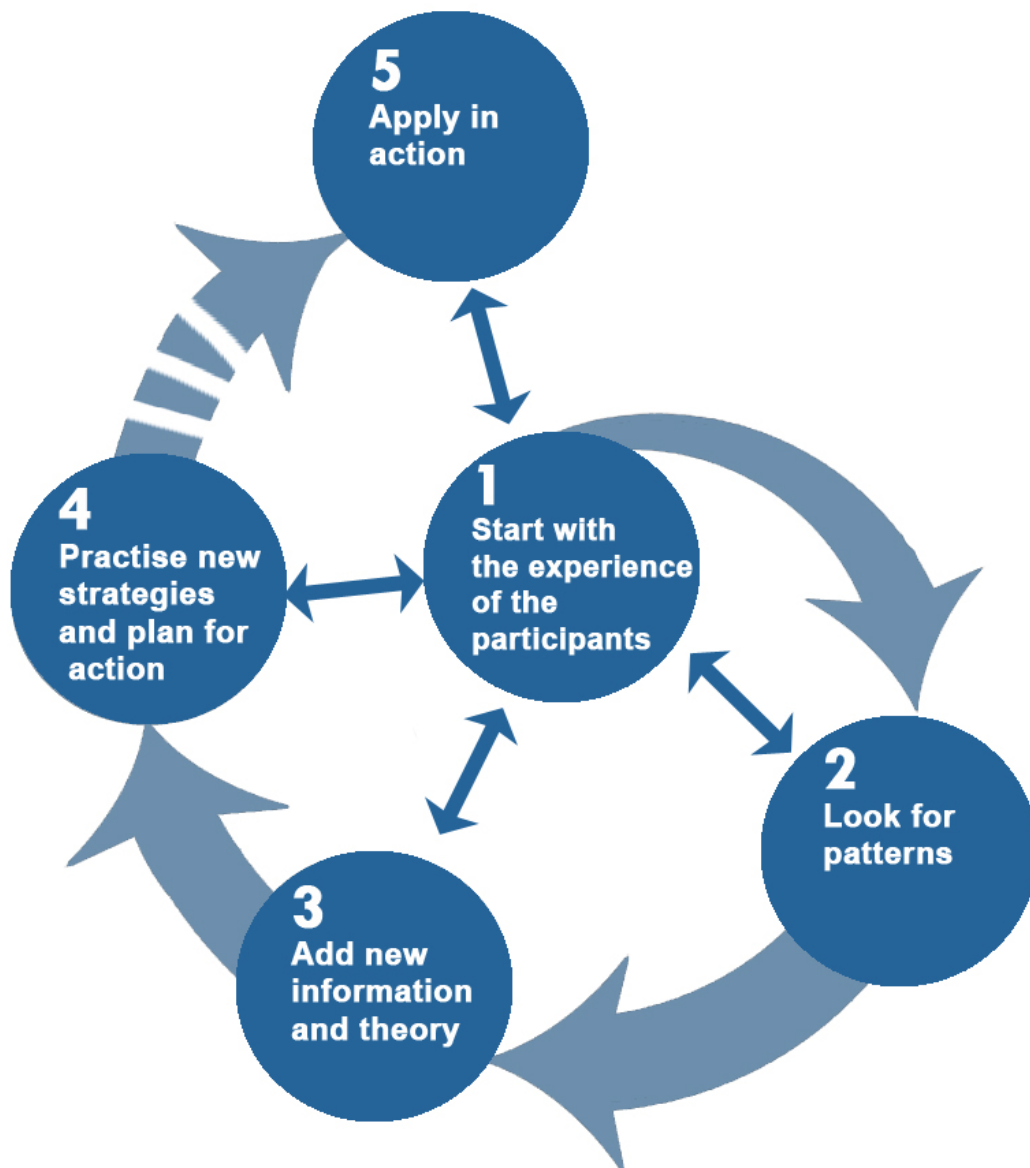 1
Start with
the experience
of the
participants
2
Look for
patterns
3
Add new
information
and theory
4
Practise new
strategies
and plan for
action
5
Apply in
action